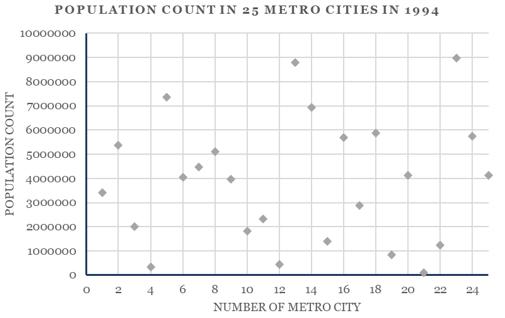 POPULATION COUNT IN 25 METRO CITIES IN 1994
10000000
9000000
8000000
7000000
6000000
5000000
4000000
3000000
2000000
1000000
0
POPULATION COUNT
0 2 4 6 8 10 12 14 16 18 20 22 24
NUMBER OF METRO CITY